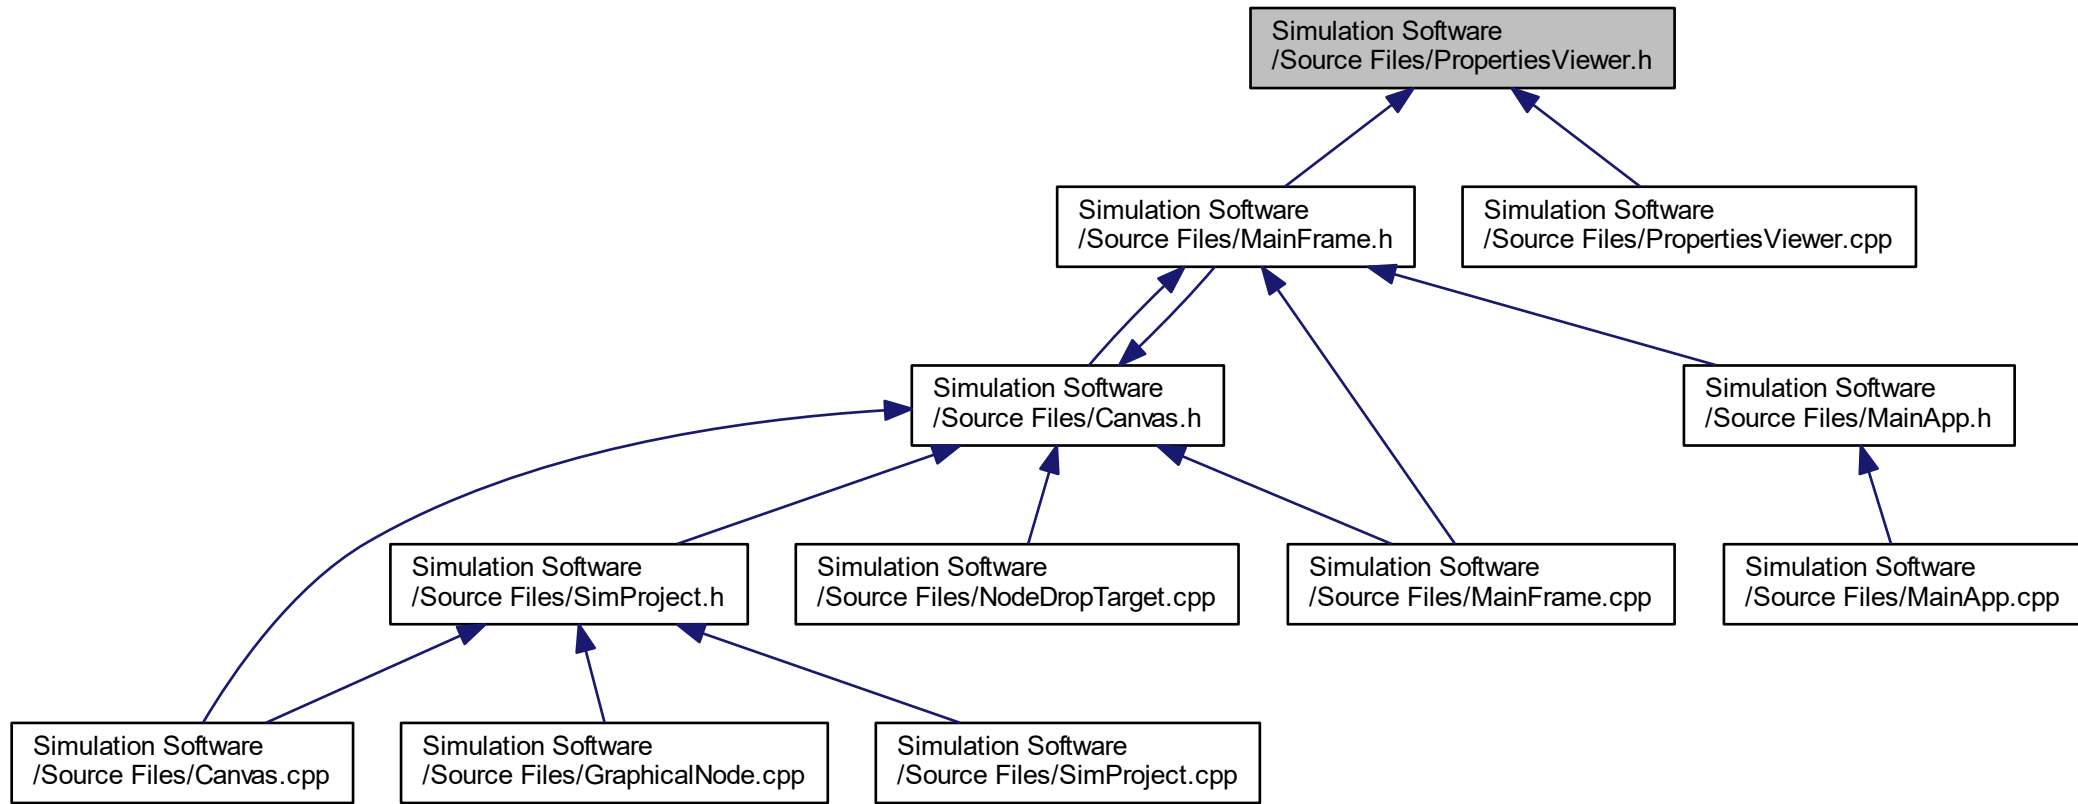 Simulation Software
/Source Files/PropertiesViewer.h
Simulation Software
/Source Files/MainFrame.h
Simulation Software
/Source Files/PropertiesViewer.cpp
Simulation Software
/Source Files/Canvas.h
Simulation Software
/Source Files/MainApp.h
Simulation Software
/Source Files/SimProject.h
Simulation Software
/Source Files/NodeDropTarget.cpp
Simulation Software
/Source Files/MainFrame.cpp
Simulation Software
/Source Files/MainApp.cpp
Simulation Software
/Source Files/Canvas.cpp
Simulation Software
/Source Files/GraphicalNode.cpp
Simulation Software
/Source Files/SimProject.cpp